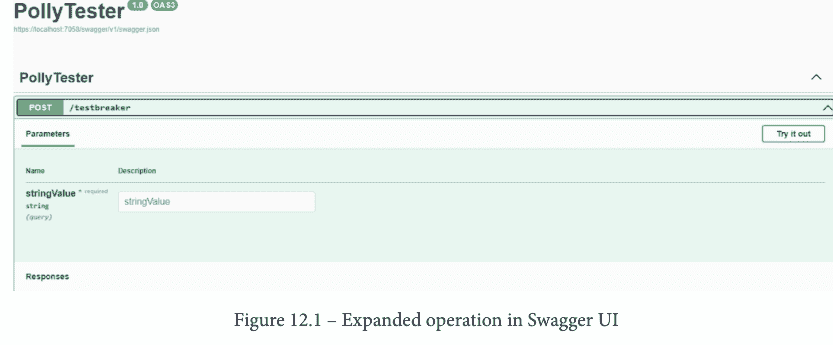 PollyTester 1.0 OAS3
https://localhost:7050/swagger/v1/swagger.json
PollyTester
POST /testbreaker
Parameters Try it out
Name Description
stringValue * required
string
(query)
stringValue
Responses
Figure 12.1 – Expanded operation in Swagger UI